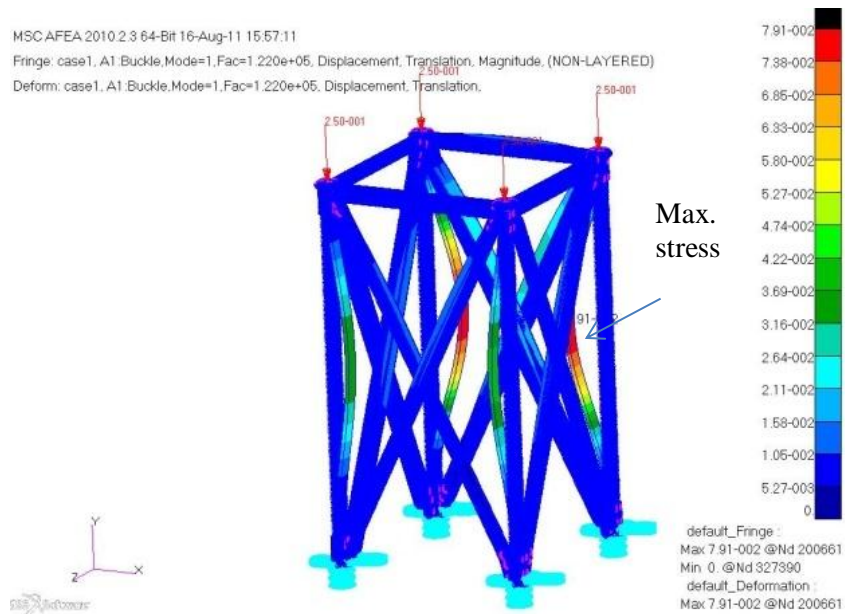 MSC AFEA 2010.2.3 64-Bit 16-Aug-11 15:57:11
Fringe: case1, A1:Buckle,Mode=1,Fac=1.220e+05, Displacement, Translation, Magnitude, (NON-LAYERED)
Deform: case1, A1:Buckle,Mode=1,Fac=1.220e+05, Displacement, Translation,
2.50-001
2.50-001
2.50-001
Max.
stress
7.91-002
7.38-002
6.85-002
6.33-002
5.80-002
5.27-002
4.74-002
4.22-002
3.69-002
3.16-002
2.64-002
2.11-002
1.58-002
1.05-002
5.27-003
0.
default_Fringe :
Max 7.91-002 @Nd 200661
Min 0. @Nd 327390
default_Deformation :
Max 7.91-002 @Nd 200661
Y
Z
X